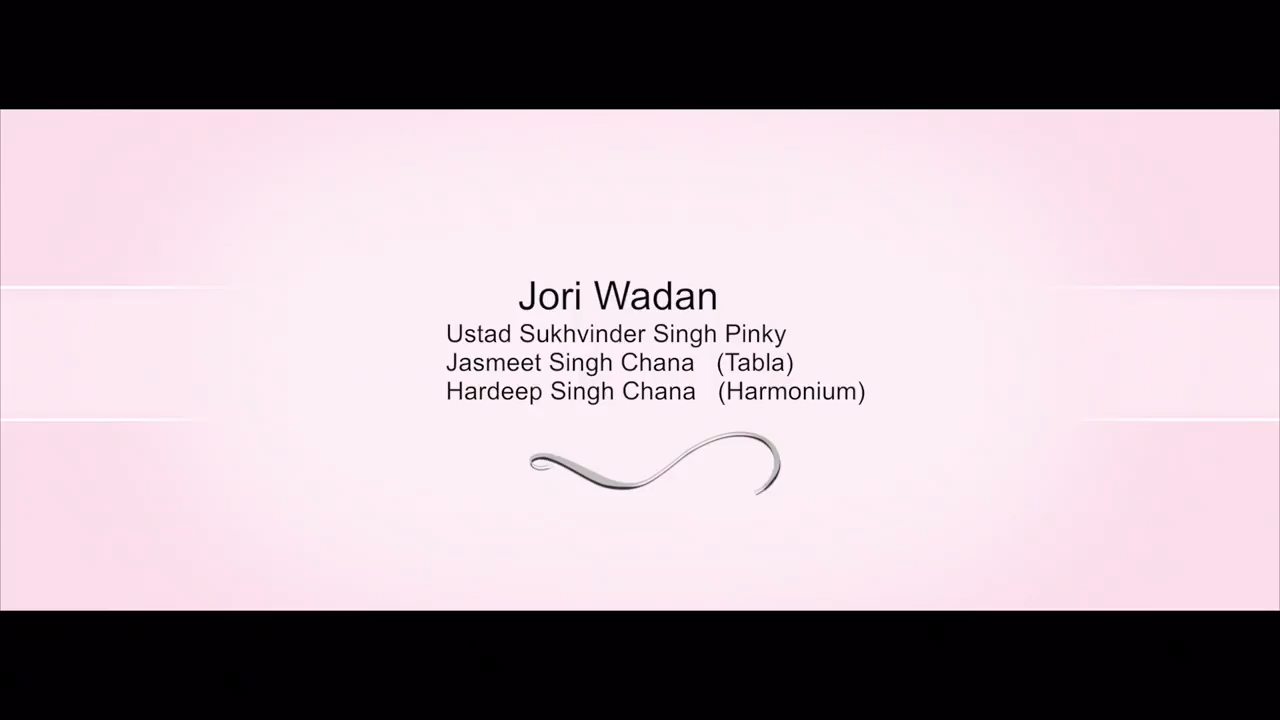 Jori Wadan
Ustad Sukhvinder Singh Pinky
Jasmeet Singh Chana (Tabla)
Hardeep Singh Chana (Harmonium)